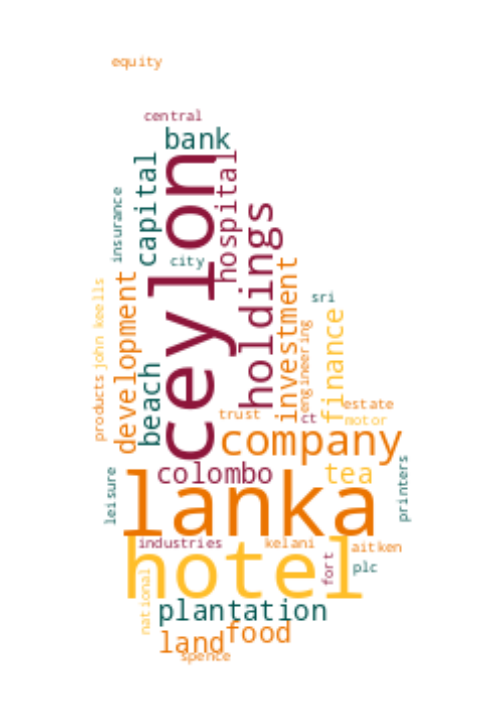 equity
central
bank
ceylon
capital
hospital
insurance
city
holdings
investment
development
sri
john keells
products
engineering
finance
beach
trust
ct
estate
motor
company
colombo
tea
lanka
leisure
printers
industries
kelani
aitken
hotel
fort
plc
national
plantation
food
land
spence